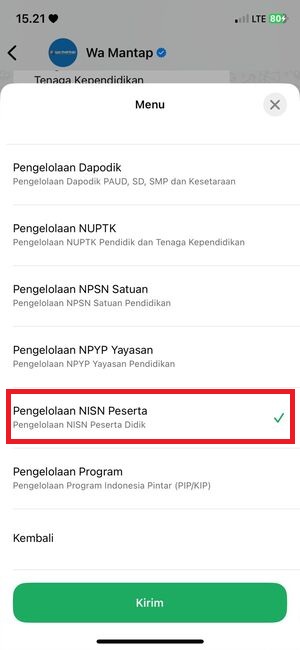 15.21
LTE 80
Wa Mantap
Tenaga Kependidikan
Menu
Pengelolaan Dapodik
Pengelolaan Dapodik PAUD, SD, SMP dan Kesetaraan
Pengelolaan NUPTK
Pengelolaan NUPTK Pendidik dan Tenaga Kependidikan
Pengelolaan NPSN Satuan
Pengelolaan NPSN Satuan Pendidikan
Pengelolaan NPYP Yayasan
Pengelolaan NPYP Yayasan Pendidikan
Pengelolaan NISN Peserta
Pengelolaan NISN Peserta Didik
Pengelolaan Program
Pengelolaan Program Indonesia Pintar (PIP/KIP)
Kembali
Kirim